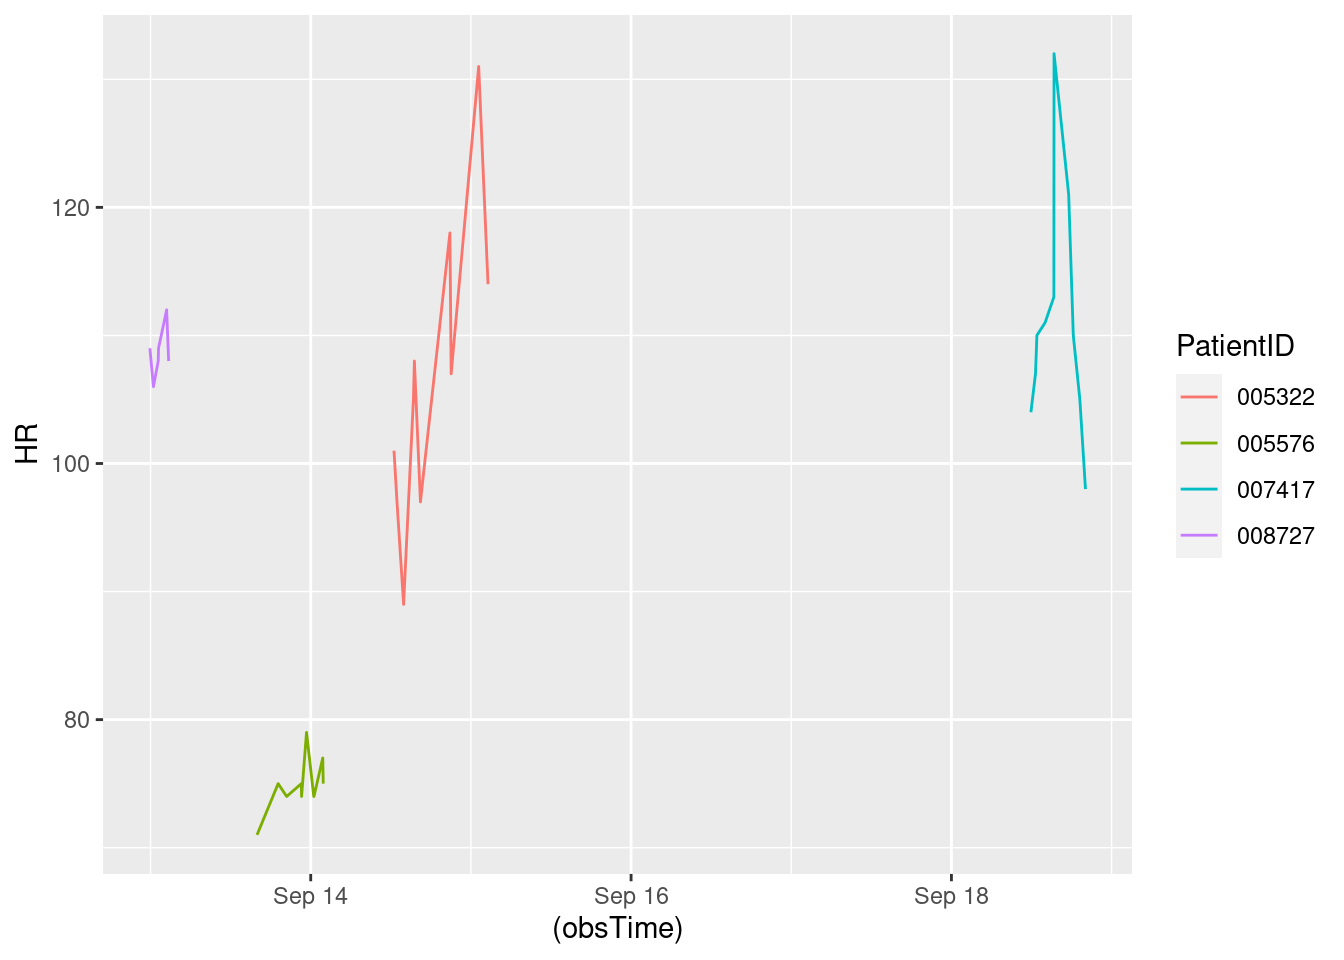 120
100
80
HR
Sep 14
Sep 16
Sep 18
(obsTime)
PatientID
005322
005576
007417
008727